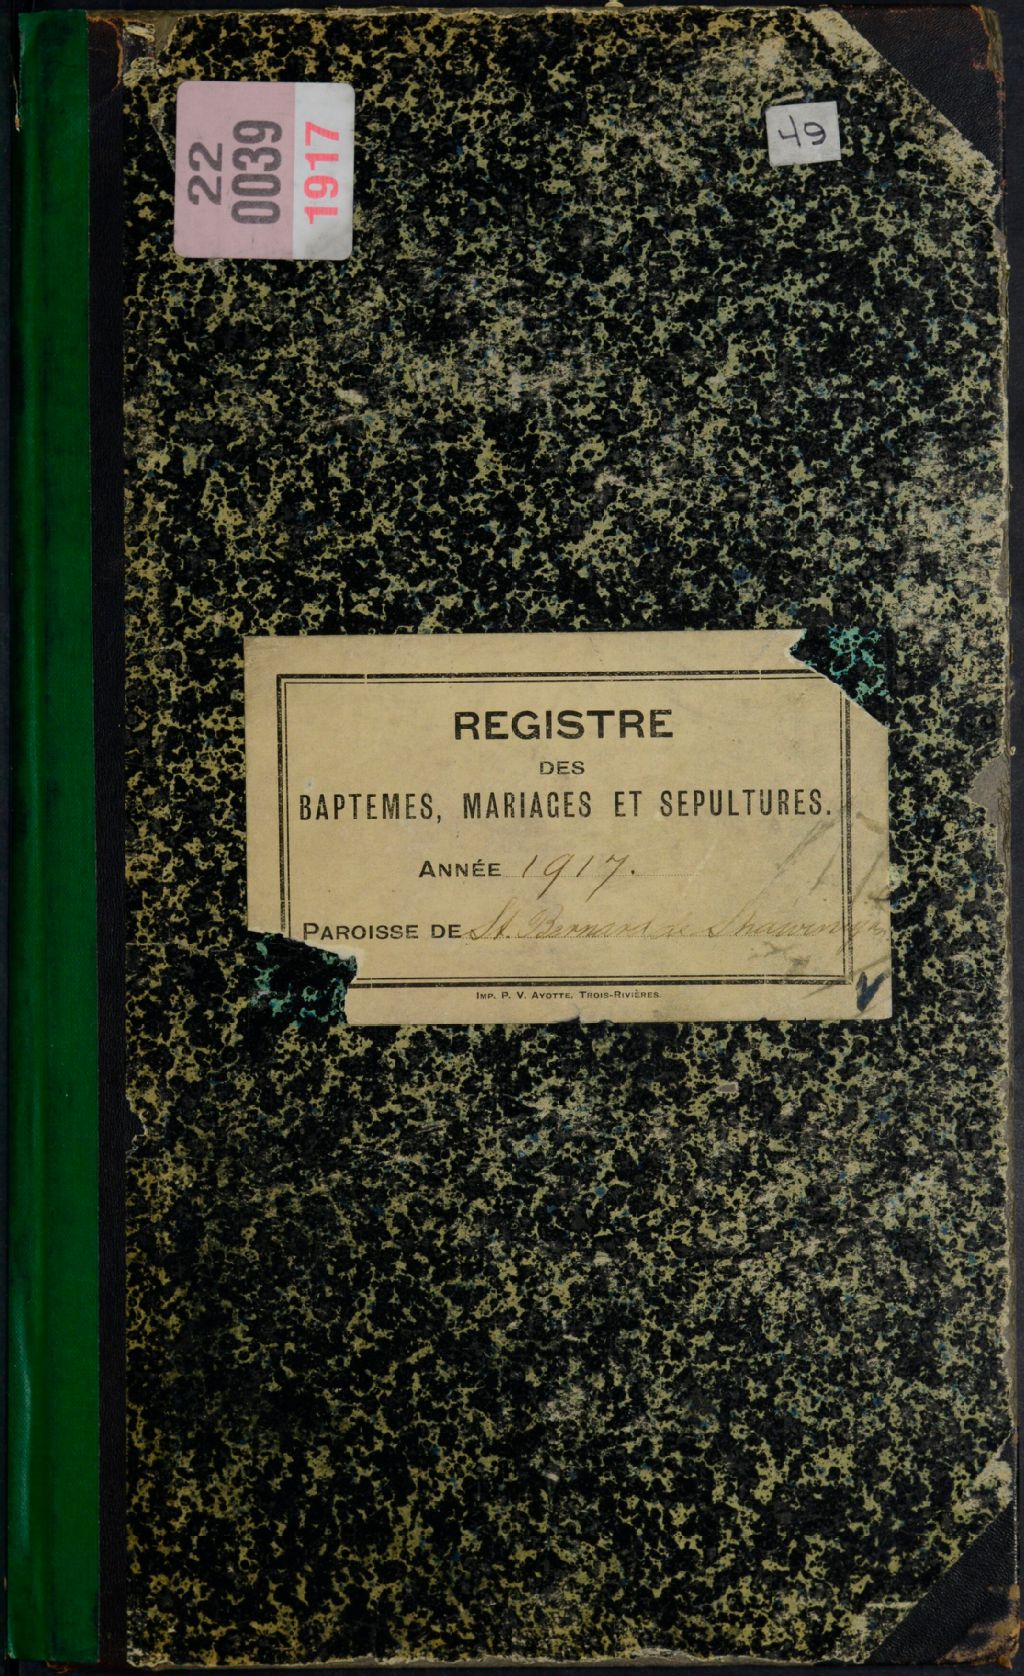 22
0039
1917
49
REGISTRE
DES
BAPTEMES, MARIAGES ET SEPULTURES.
ANNÉE 1917.
PAROISSE DE St. Bernard de Shawinigan
IMP. P. V. AYOTTE, TROIS-RIVIÈRES.